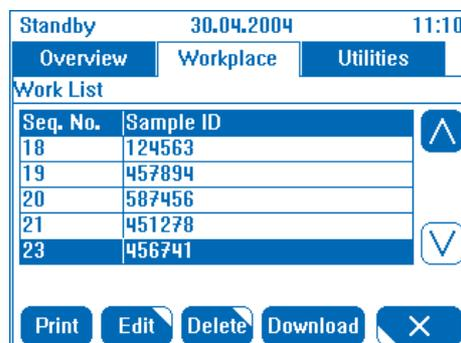 Standby 30.04.2004 11:10
Overview Workplace Utilities
Work List
Seq. No. Sample ID
18 124563
19 457894
20 587456
21 451278
23 456741
Print Edit Delete Download X